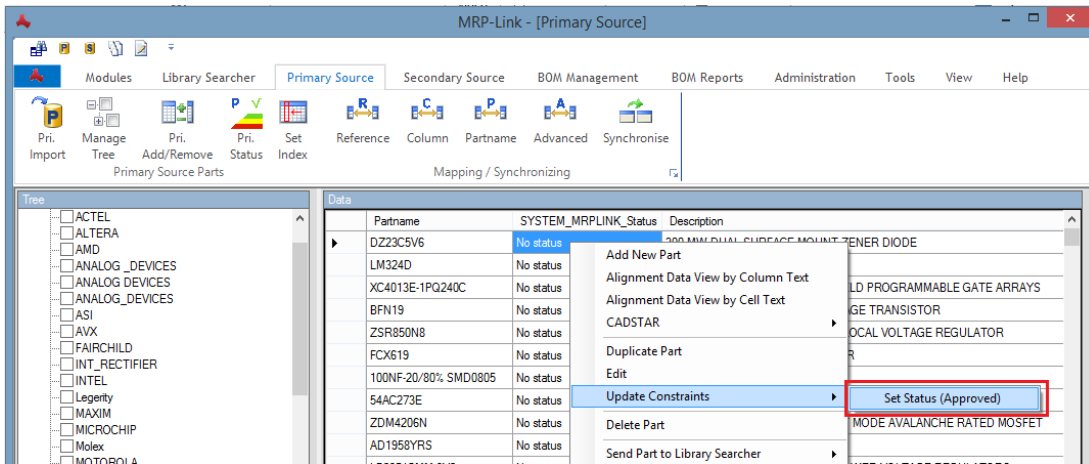 MRP-Link - [Primary Source]
Modules Library Searcher Primary Source Secondary Source BOM Management BOM Reports Administration Tools View Help
Pri. Import Manage Tree Pri. Add/Remove Pri. Status Set Index Reference Column Partname Advanced Synchronise
Primary Source Parts Mapping / Synchronizing
Tree
ACTEL
ALTERA
AMD
ANALOG _DEVICES
ANALOG DEVICES
ANALOG_DEVICES
ASI
AVX
FAIRCHILD
INT_RECTIFIER
INTEL
Legerity
MAXIM
MICROCHIP
Molex
MOTOROLA
Data
Partname SYSTEM_MRPLINK_Status Description
DZ23C5V6 No status 300 MW DUAL SURFACE MOUNT ZENER DIODE
LM324D No status
XC4013E-1PQ240C No status LD PROGRAMMABLE GATE ARRAYS
BFN19 No status GE TRANSISTOR
ZSR850N8 No status OCAL VOLTAGE REGULATOR
FCX619 No status R
100NF-20/80% SMD0805 No status
54AC273E No status
ZDM4206N No status MODE AVALANCHE RATED MOSFET
AD1958YRS No status
Add New Part
Alignment Data View by Column Text
Alignment Data View by Cell Text
CADSTAR
Duplicate Part
Edit
Update Constraints
Set Status (Approved)
Delete Part
Send Part to Library Searcher